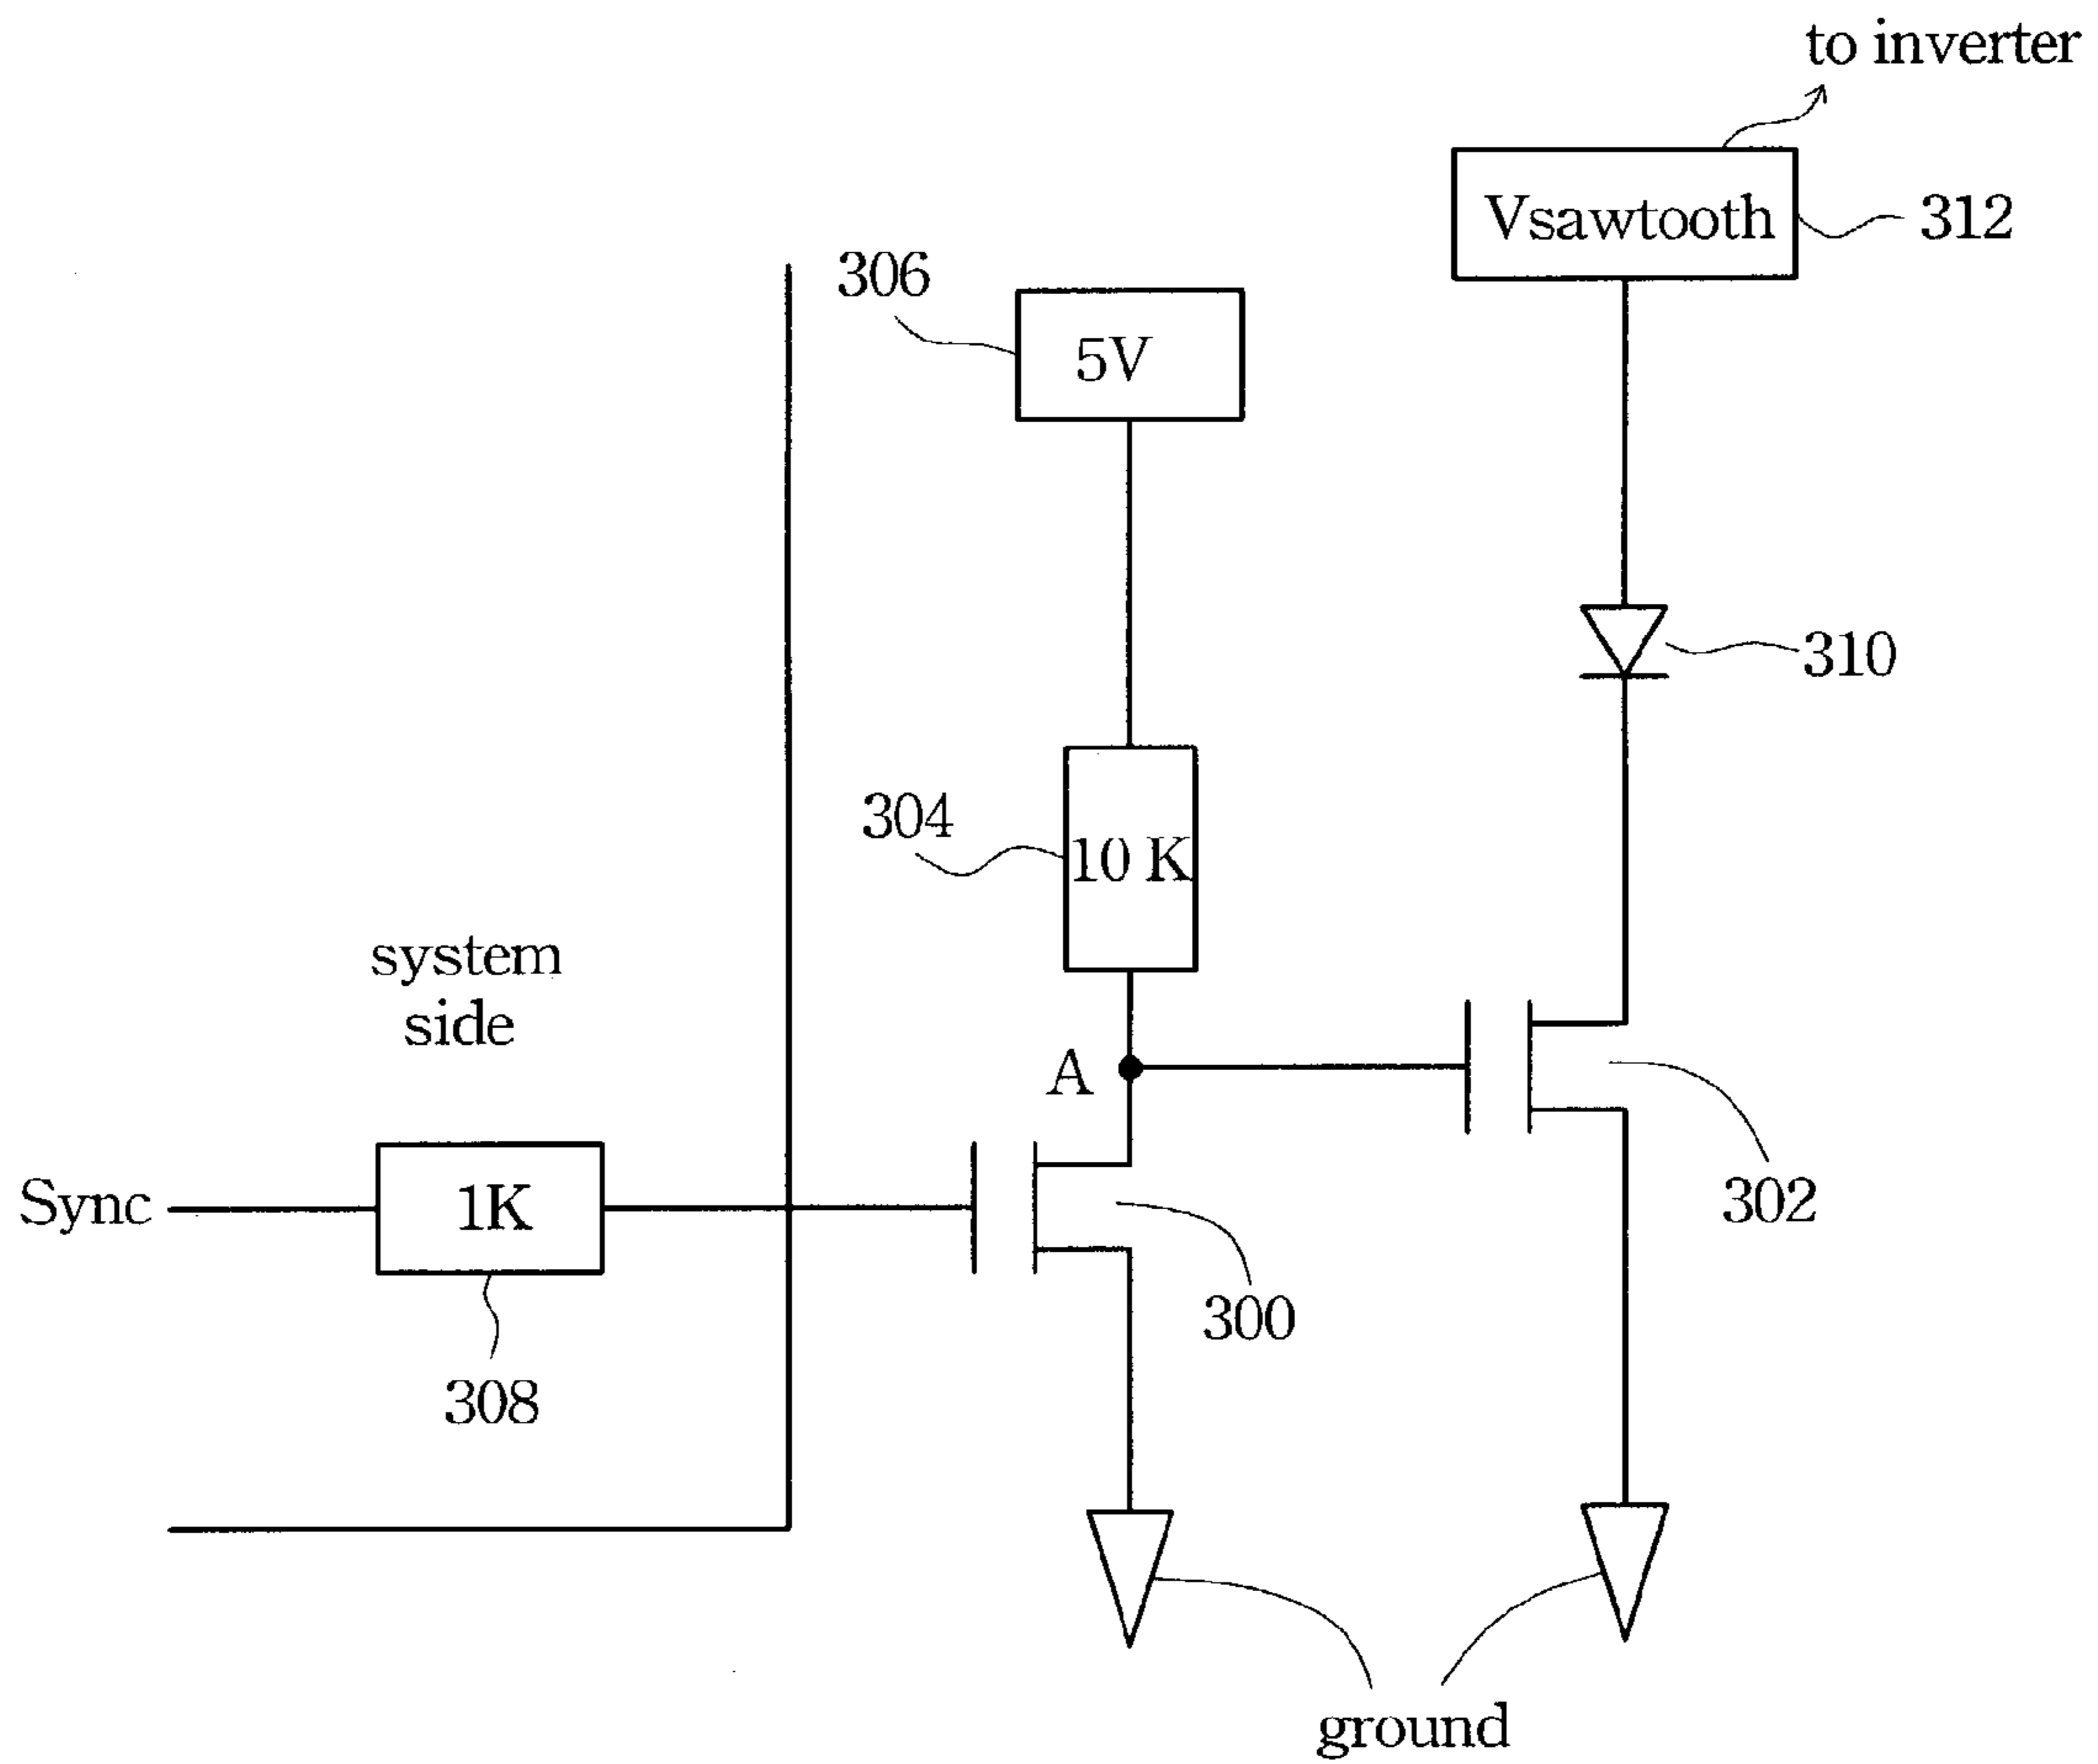 to inverter
Vsawtooth
312
306
5V
310
304
10 K
system
side
A
Sync
1K
302
300
308
ground